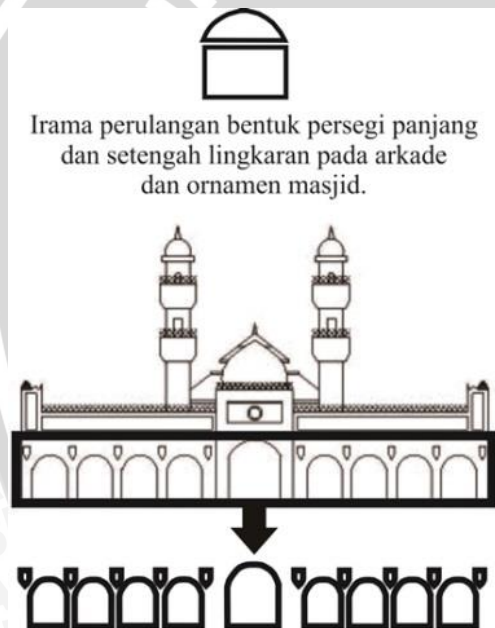 Irama perulangan bentuk persegi panjang
dan setengah lingkaran pada arkade
dan ornamen masjid.